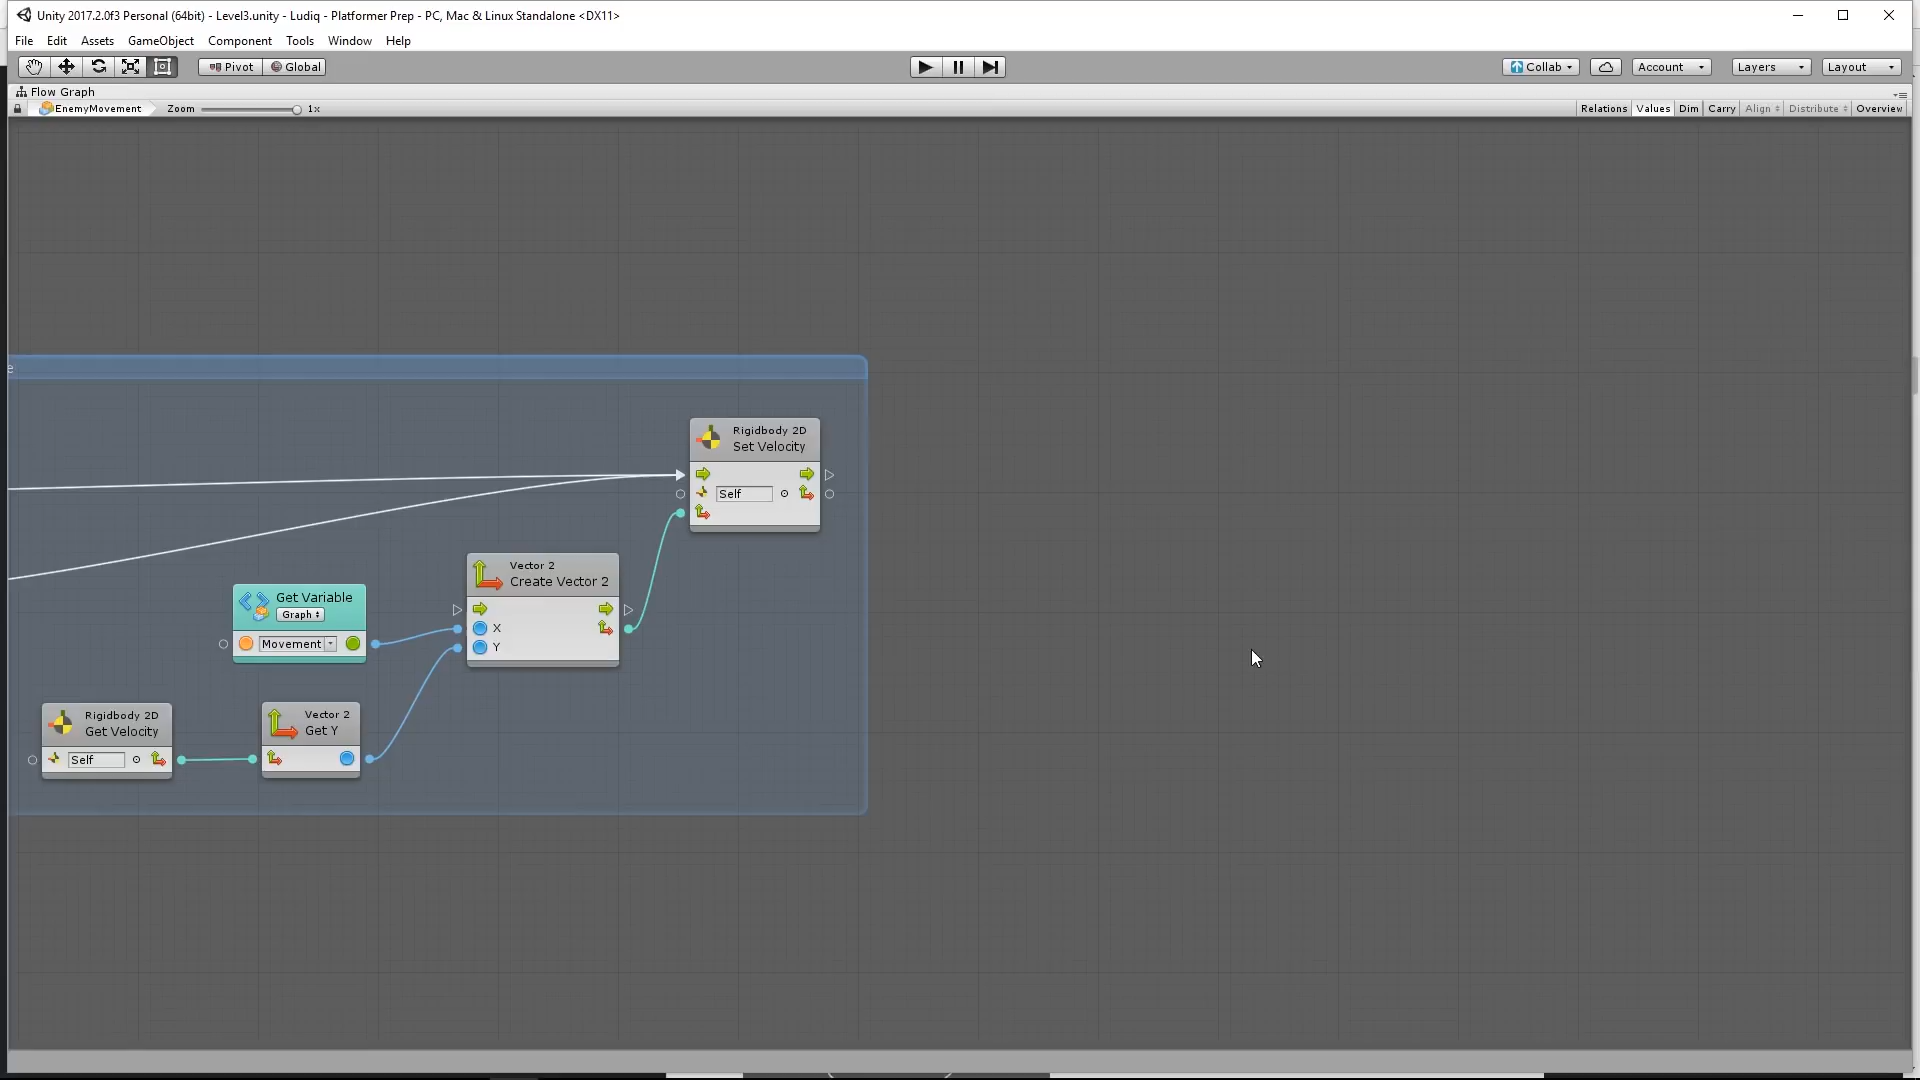 Unity 2017.2.0f3 Personal (64bit) - Level3.unity - Ludiq - Platformer Prep - PC, Mac & Linux Standalone <DX11>
File Edit Assets GameObject Component Tools Window Help
Pivot Global Collab Account Layers Layout
Flow Graph
EnemyMovement Zoom 1x Relations Values Dim Carry Align Distribute Overview
e
Rigidbody 2D
Set Velocity
Self
Vector 2
Create Vector 2
X
Y
Get Variable
Graph
Movement
Rigidbody 2D
Get Velocity
Self
Vector 2
Get Y